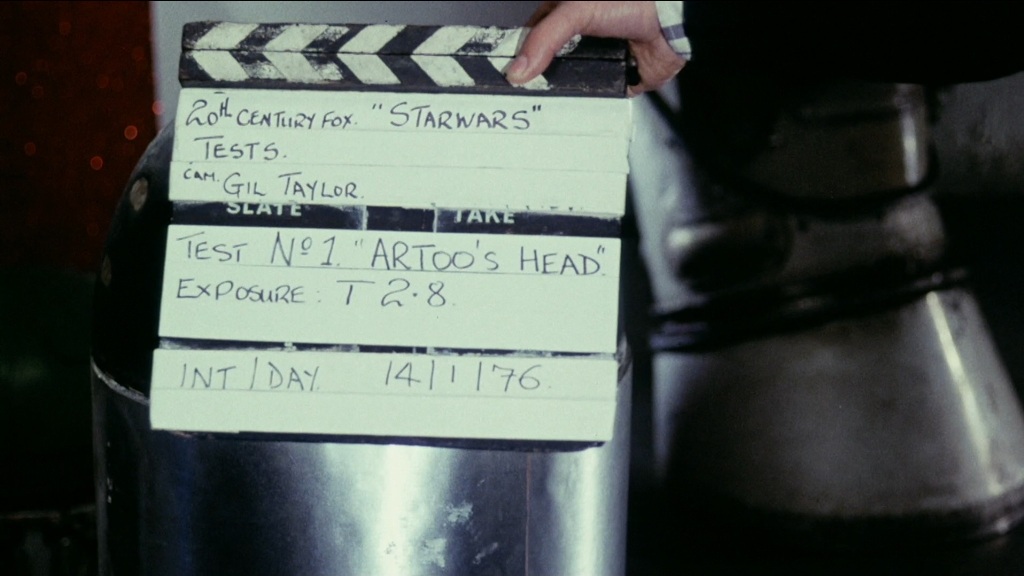 20th CENTURY FOX. "STARWARS"
TESTS.
CAM. GIL TAYLOR.
SLATE TAKE
TEST Nº 1. "ARTOO'S HEAD".
EXPOSURE: T 2.8.
INT/DAY. 14/1/76.